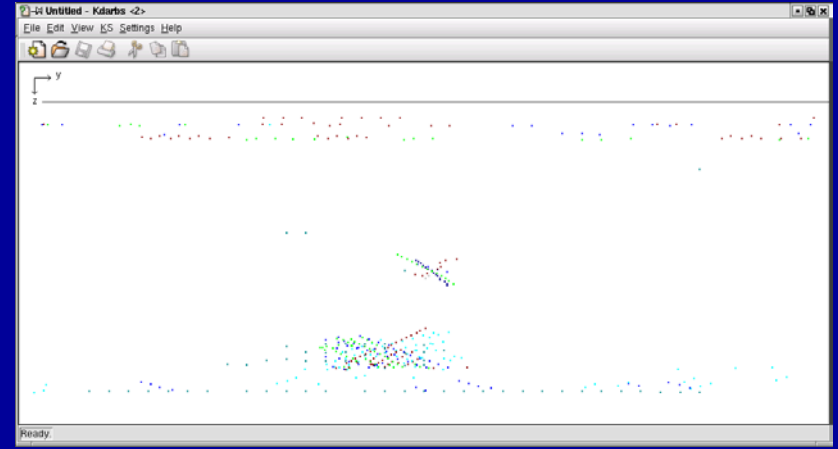 Untitled - Kdarbs <2>
File Edit View KS Settings Help
y
z
Ready.